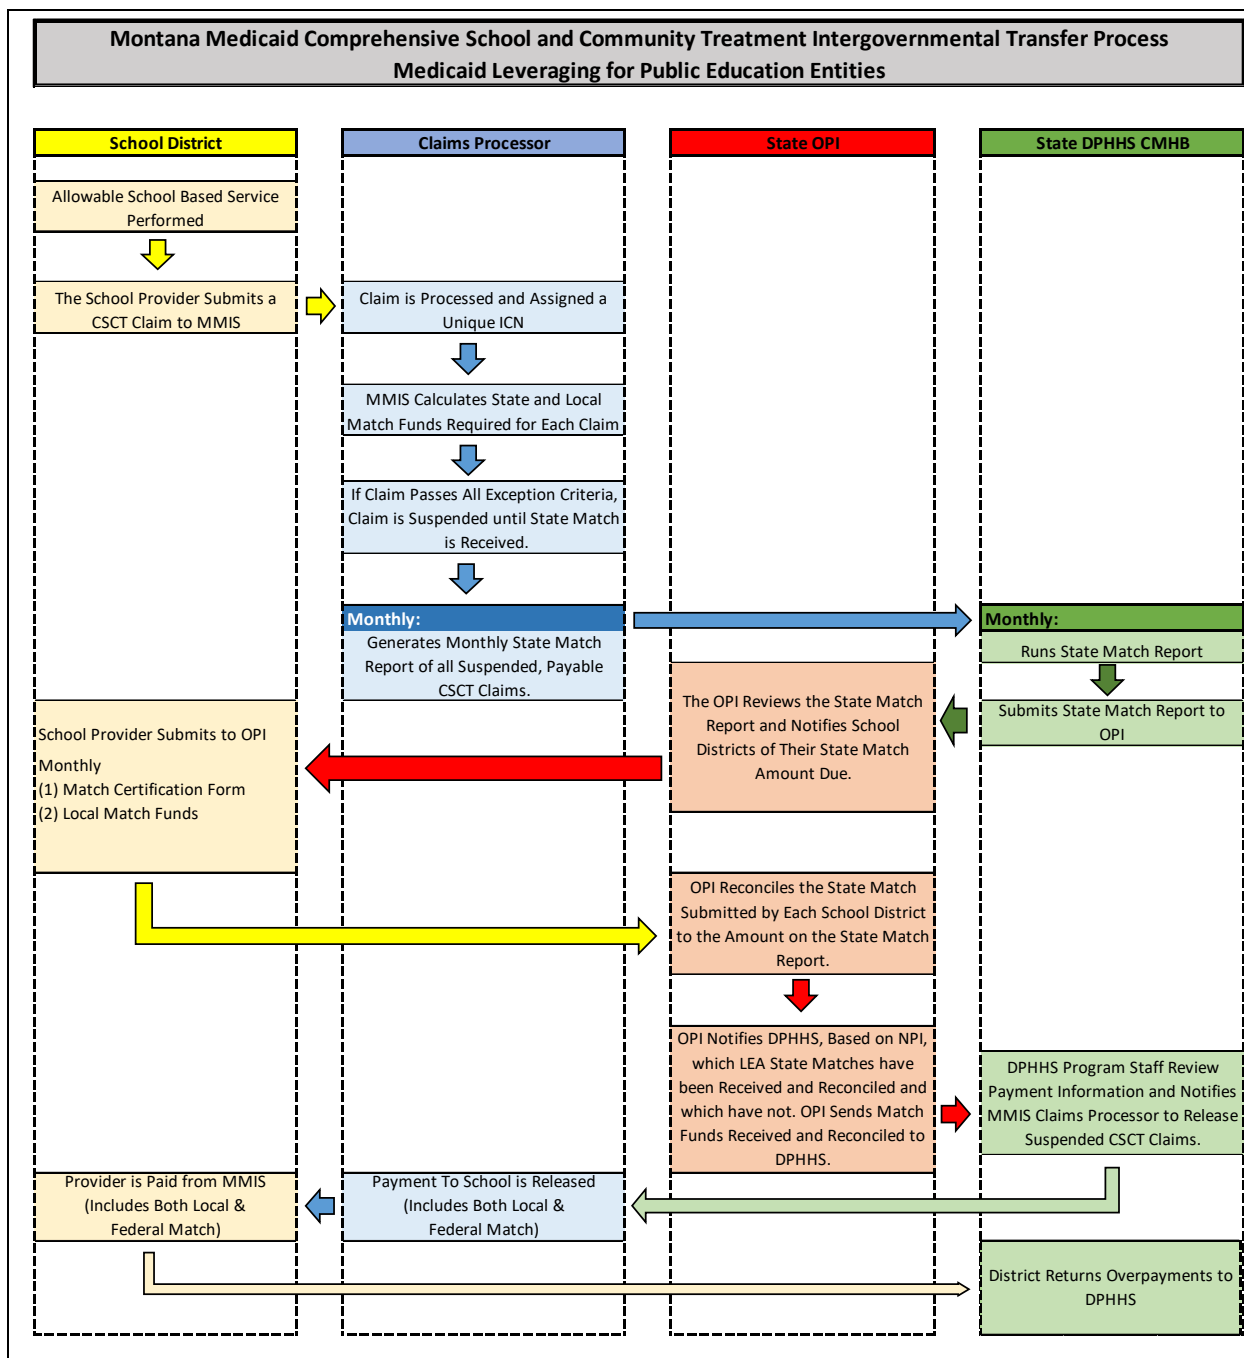 Montana Medicaid Comprehensive School and Community Treatment Intergovernmental Transfer Process
Medicaid Leveraging for Public Education Entities
School District
Claims Processor
State OPI
State DPHHS CMHB
Allowable School Based Service
Performed
The School Provider Submits a
CSCT Claim to MMIS
Claim is Processed and Assigned a
Unique ICN
MMIS Calculates State and Local
Match Funds Required for Each Claim
If Claim Passes All Exception Criteria,
Claim is Suspended until State Match
is Received.
Monthly:
Generates Monthly State Match
Report of all Suspended, Payable
CSCT Claims.
Monthly:
Runs State Match Report
Submits State Match Report to
OPI
The OPI Reviews the State Match
Report and Notifies School
Districts of Their State Match
Amount Due.
School Provider Submits to OPI
Monthly
(1) Match Certification Form
(2) Local Match Funds
OPI Reconciles the State Match
Submitted by Each School District
to the Amount on the State Match
Report.
OPI Notifies DPHHS, Based on NPI,
which LEA State Matches have
been Received and Reconciled and
which have not. OPI Sends Match
Funds Received and Reconciled to
DPHHS.
DPHHS Program Staff Review
Payment Information and Notifies
MMIS Claims Processor to Release
Suspended CSCT Claims.
Payment To School is Released
(Includes Both Local &
Federal Match)
Provider is Paid from MMIS
(Includes Both Local &
Federal Match)
District Returns Overpayments to
DPHHS